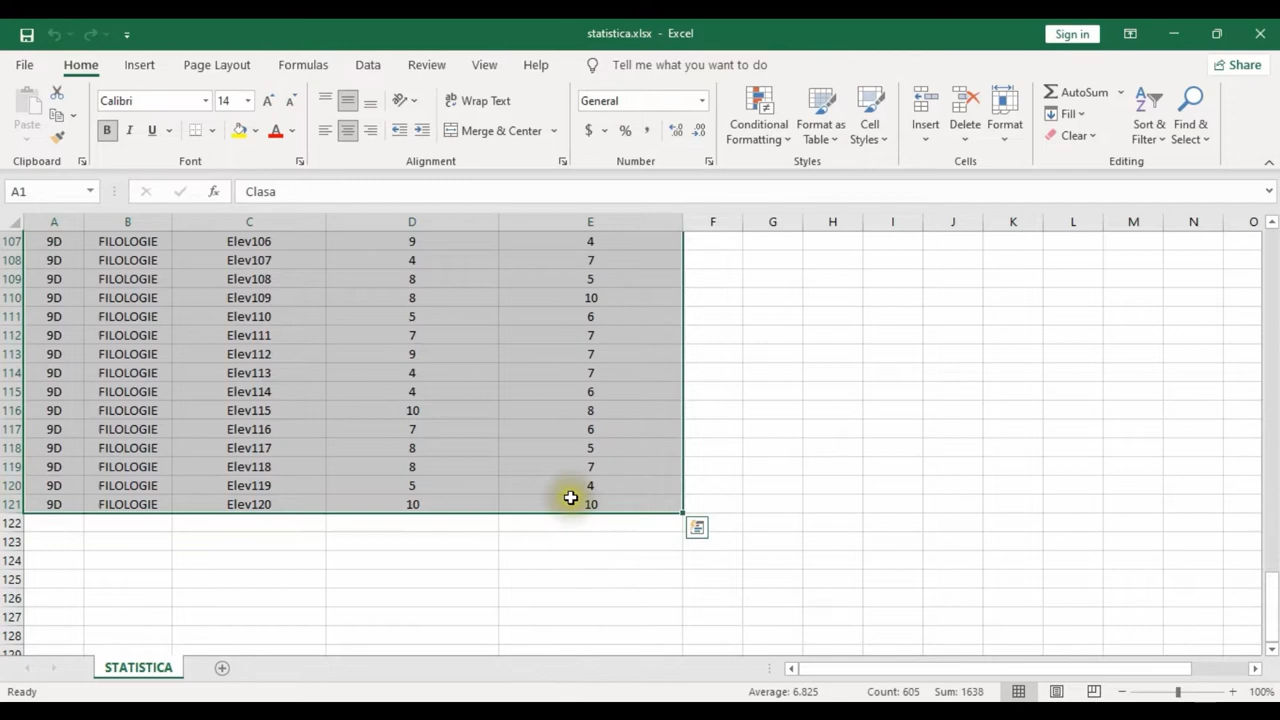 statistica.xlsx - Excel
Sign in
File Home Insert Page Layout Formulas Data Review View Help Tell me what you want to do Share
Paste
Clipboard
Calibri 14
B I U A
Font
Wrap Text
Merge & Center
Alignment
General
$ % ,
Number
Conditional Formatting
Format as Table
Cell Styles
Styles
Insert Delete Format
Cells
AutoSum
Fill
Clear
Sort & Filter
Find & Select
Editing
A1 fx Clasa
A B C D E F G H I J K L M N O
107 9D FILOLOGIE Elev106 9 4
108 9D FILOLOGIE Elev107 4 7
109 9D FILOLOGIE Elev108 8 5
110 9D FILOLOGIE Elev109 8 10
111 9D FILOLOGIE Elev110 5 6
112 9D FILOLOGIE Elev111 7 7
113 9D FILOLOGIE Elev112 9 7
114 9D FILOLOGIE Elev113 4 7
115 9D FILOLOGIE Elev114 4 6
116 9D FILOLOGIE Elev115 10 8
117 9D FILOLOGIE Elev116 7 6
118 9D FILOLOGIE Elev117 8 5
119 9D FILOLOGIE Elev118 8 7
120 9D FILOLOGIE Elev119 5 4
121 9D FILOLOGIE Elev120 10 10
122
123
124
125
126
127
128
129
STATISTICA
Ready Average: 6.825 Count: 605 Sum: 1638 100%